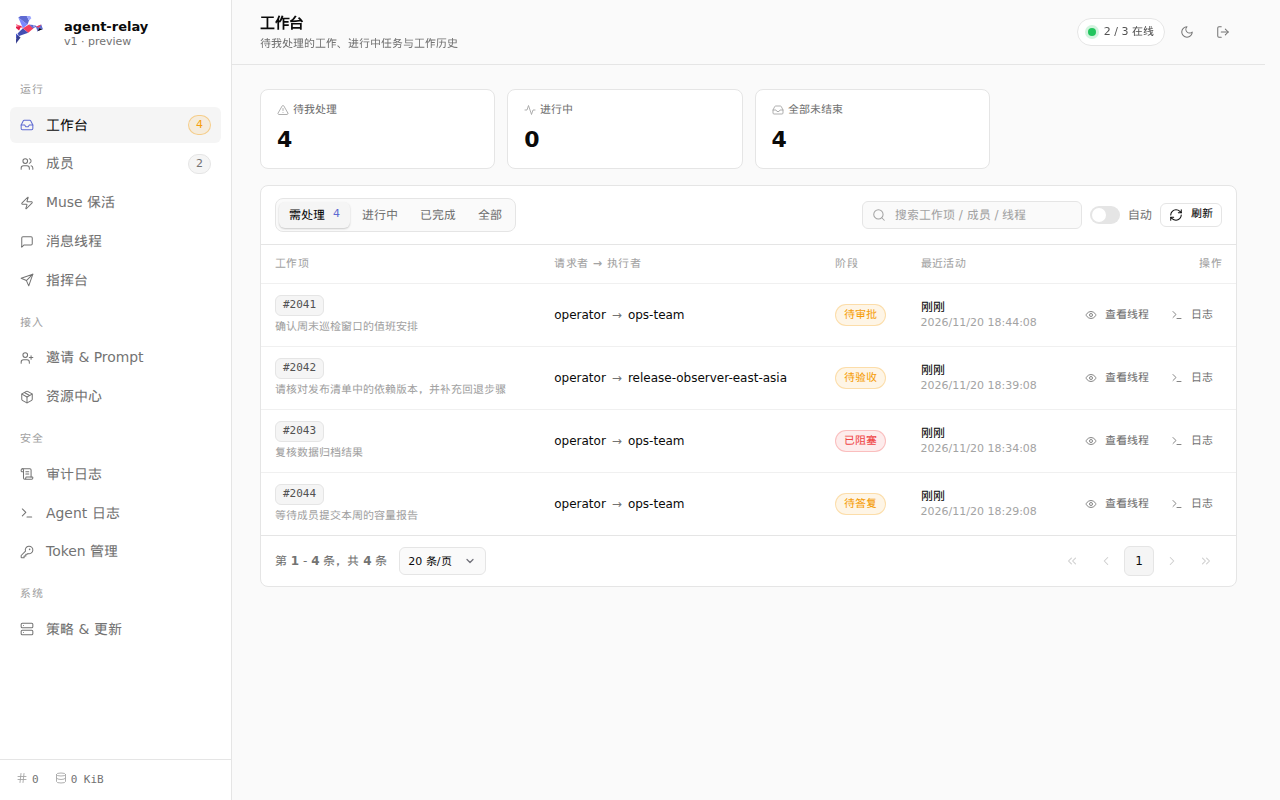 agent-relay
v1 · preview
运行
工作台 4
成员 2
Muse 保活
消息线程
指挥台
接入
邀请 & Prompt
资源中心
安全
审计日志
Agent 日志
Token 管理
系统
策略 & 更新
0 0 KiB
工作台
待我处理的工作、进行中任务与工作历史
2 / 3 在线
待我处理
4
进行中
0
全部未结束
4
需处理 4 进行中 已完成 全部
搜索工作项 / 成员 / 线程
自动
刷新
工作项 请求者 → 执行者 阶段 最近活动 操作
#2041
确认周末巡检窗口的值班安排
operator → ops-team
待审批
刚刚
2026/11/20 18:44:08
查看线程 日志
#2042
请核对发布清单中的依赖版本，并补充回退步骤
operator → release-observer-east-asia
待验收
刚刚
2026/11/20 18:39:08
查看线程 日志
#2043
复核数据归档结果
operator → ops-team
已阻塞
刚刚
2026/11/20 18:34:08
查看线程 日志
#2044
等待成员提交本周的容量报告
operator → ops-team
待答复
刚刚
2026/11/20 18:29:08
查看线程 日志
第 1 - 4 条，共 4 条
20 条/页
1